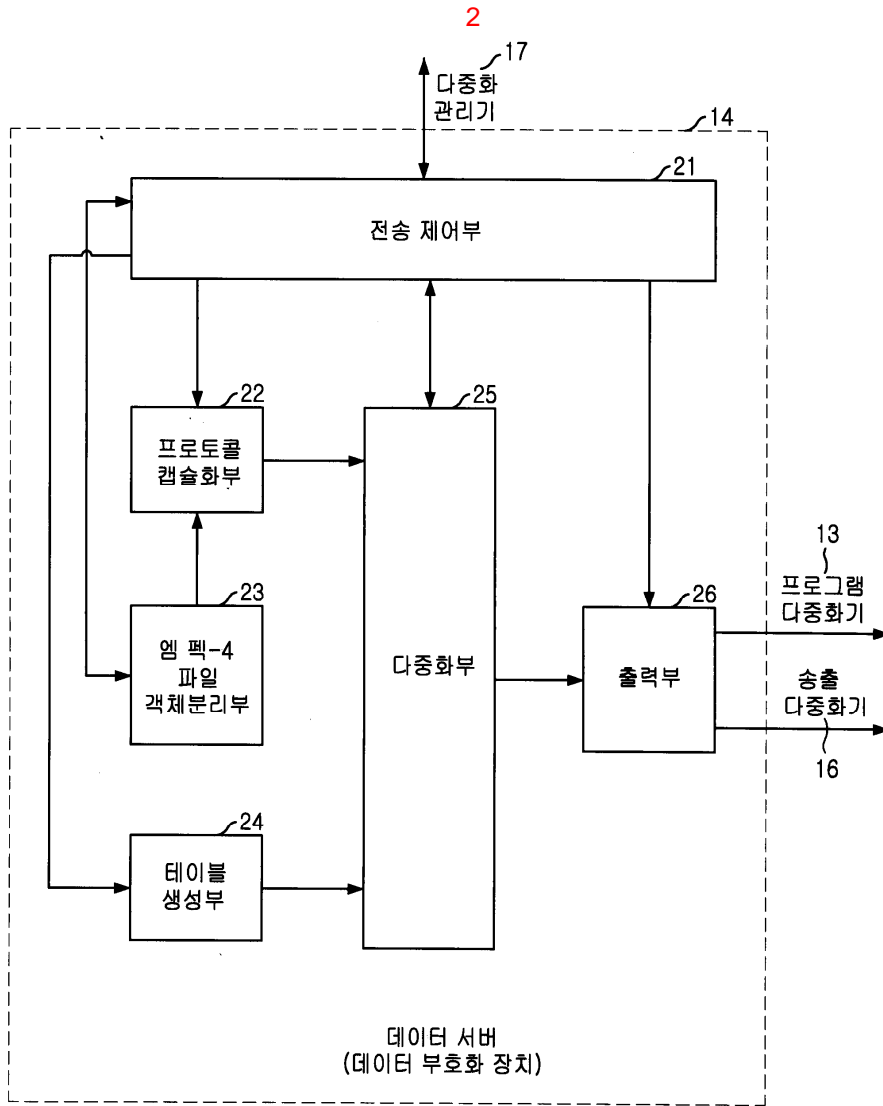 2
17
다중화
관리기
14
21
전송 제어부
22
프로토콜
캡슐화부
25
다중화부
23
엠 펙-4
파일
객체분리부
26
출력부
13
프로그램
다중화기
송출
다중화기
16
24
테이블
생성부
데이터 서버
(데이터 부호화 장치)